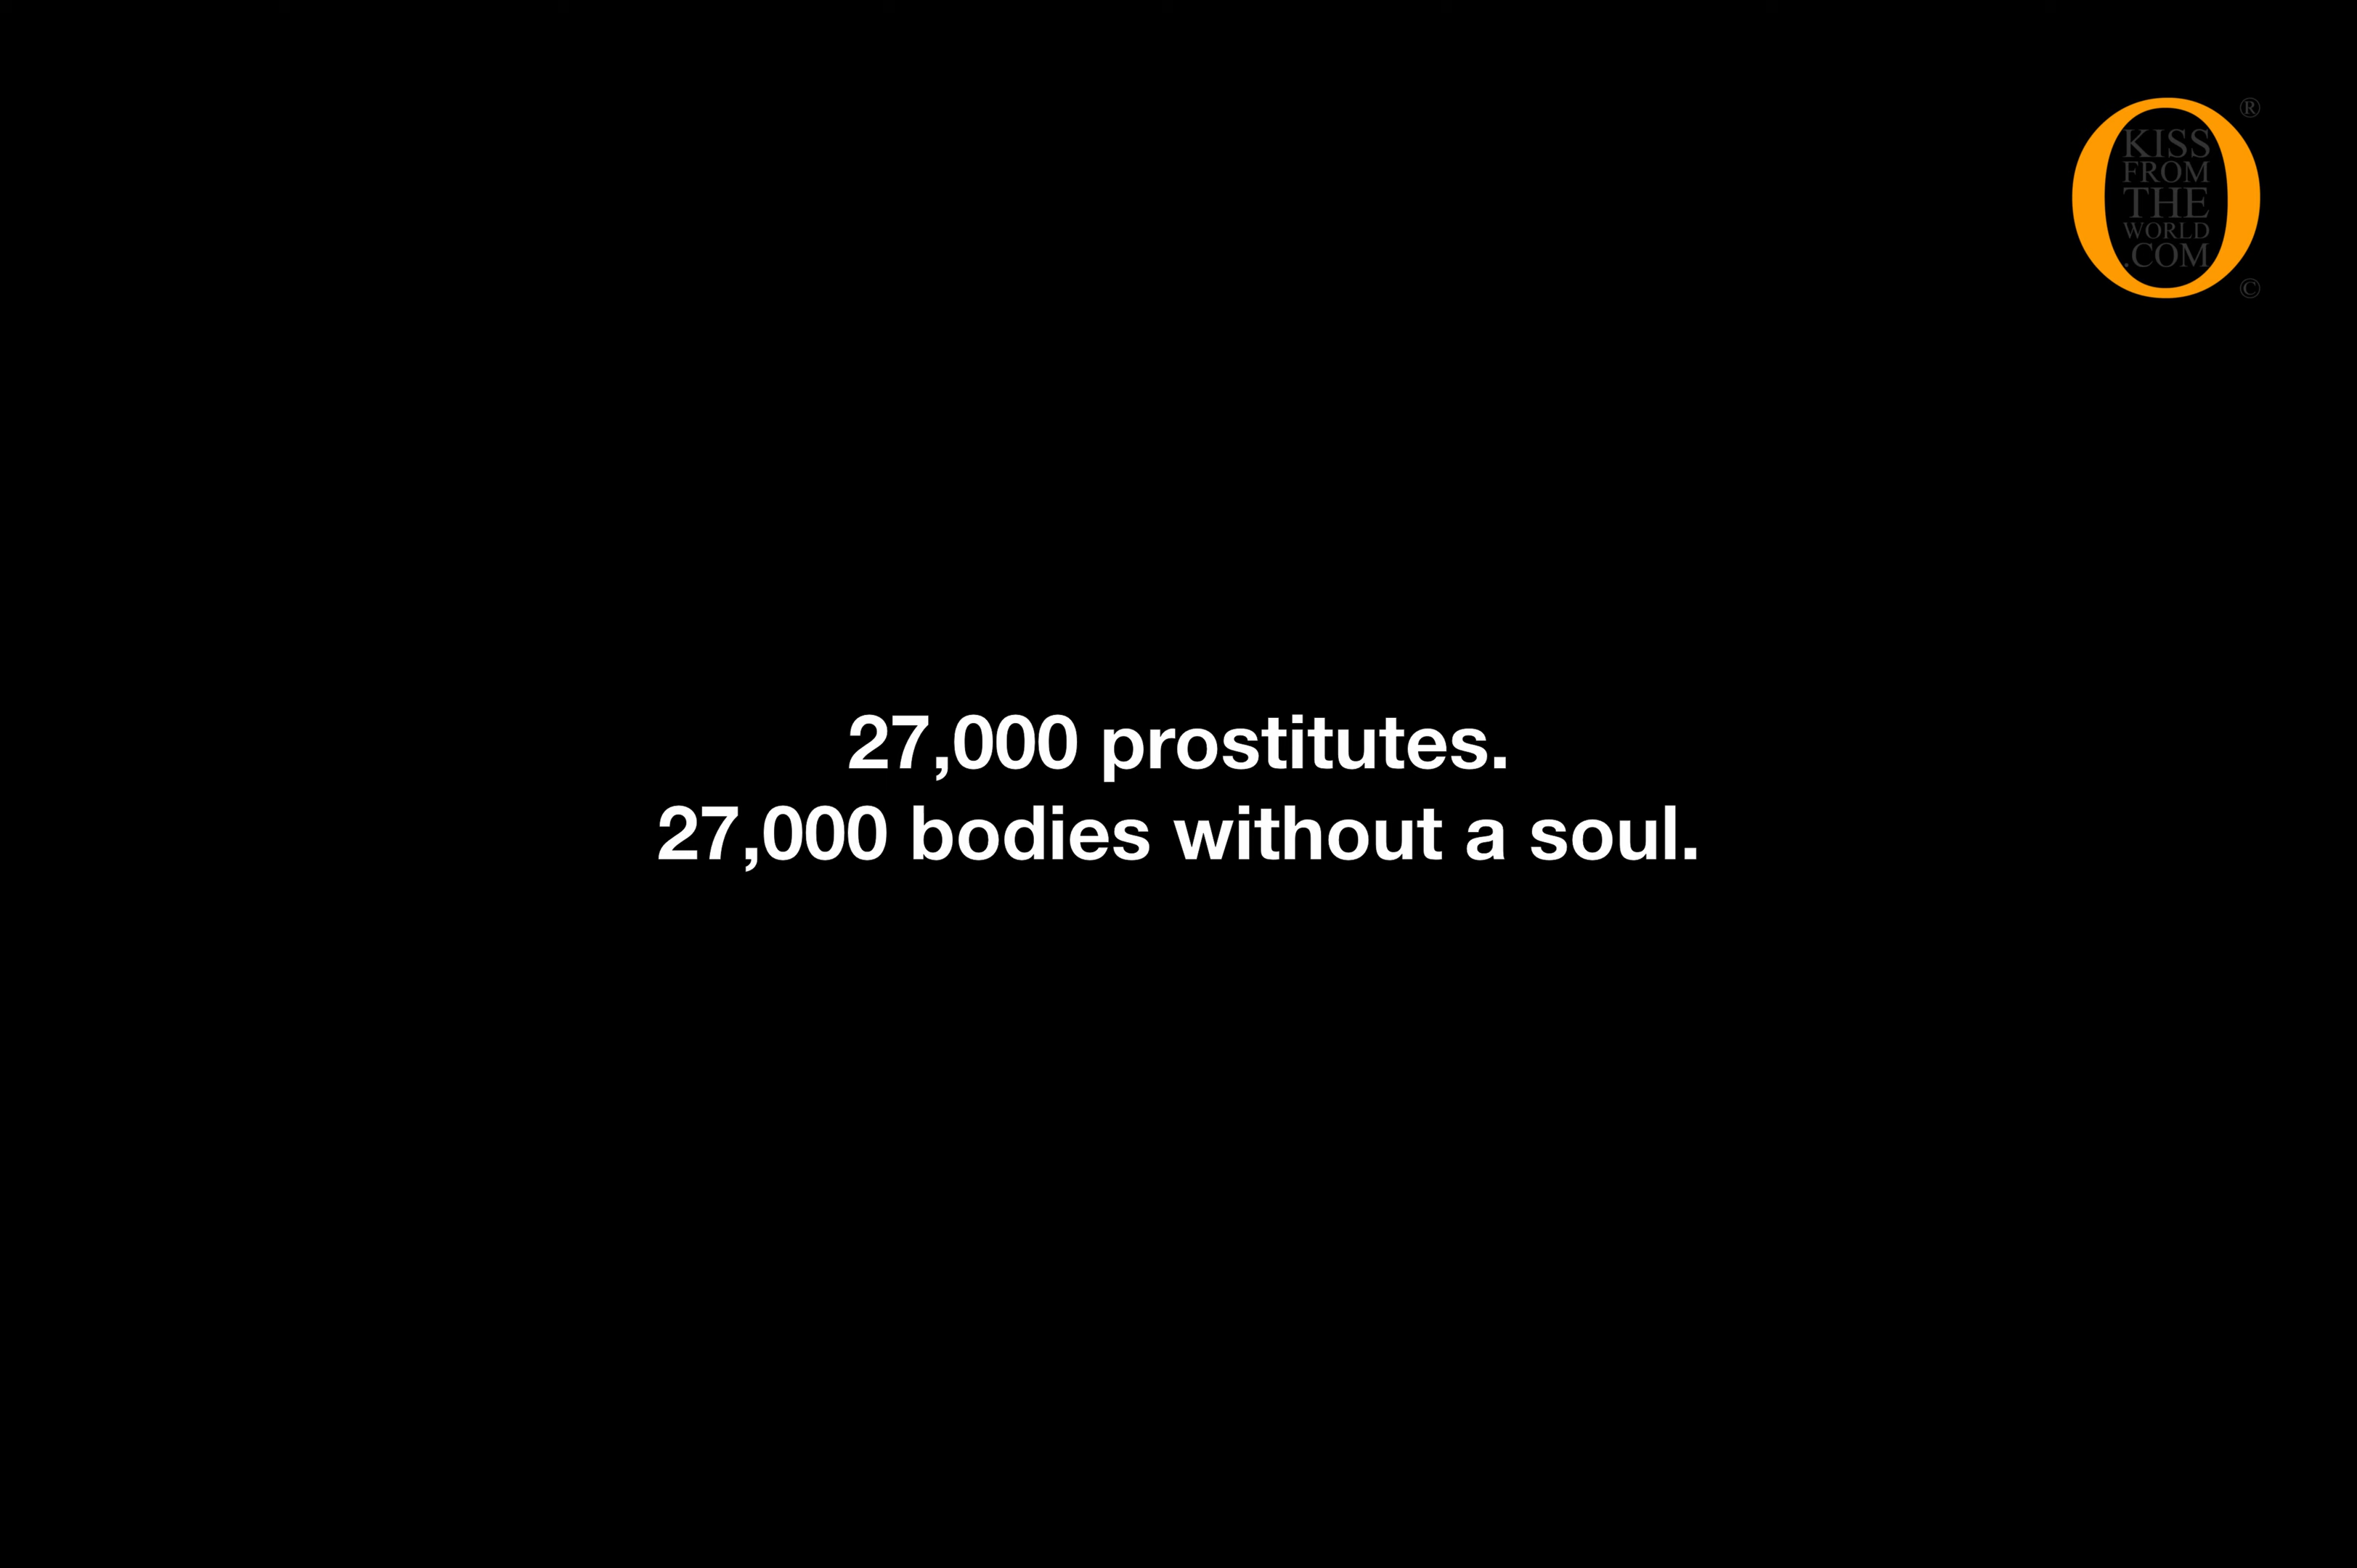 ®
KISS
FROM
THE
WORLD
.COM
©
27,000 prostitutes.
27,000 bodies without a soul.